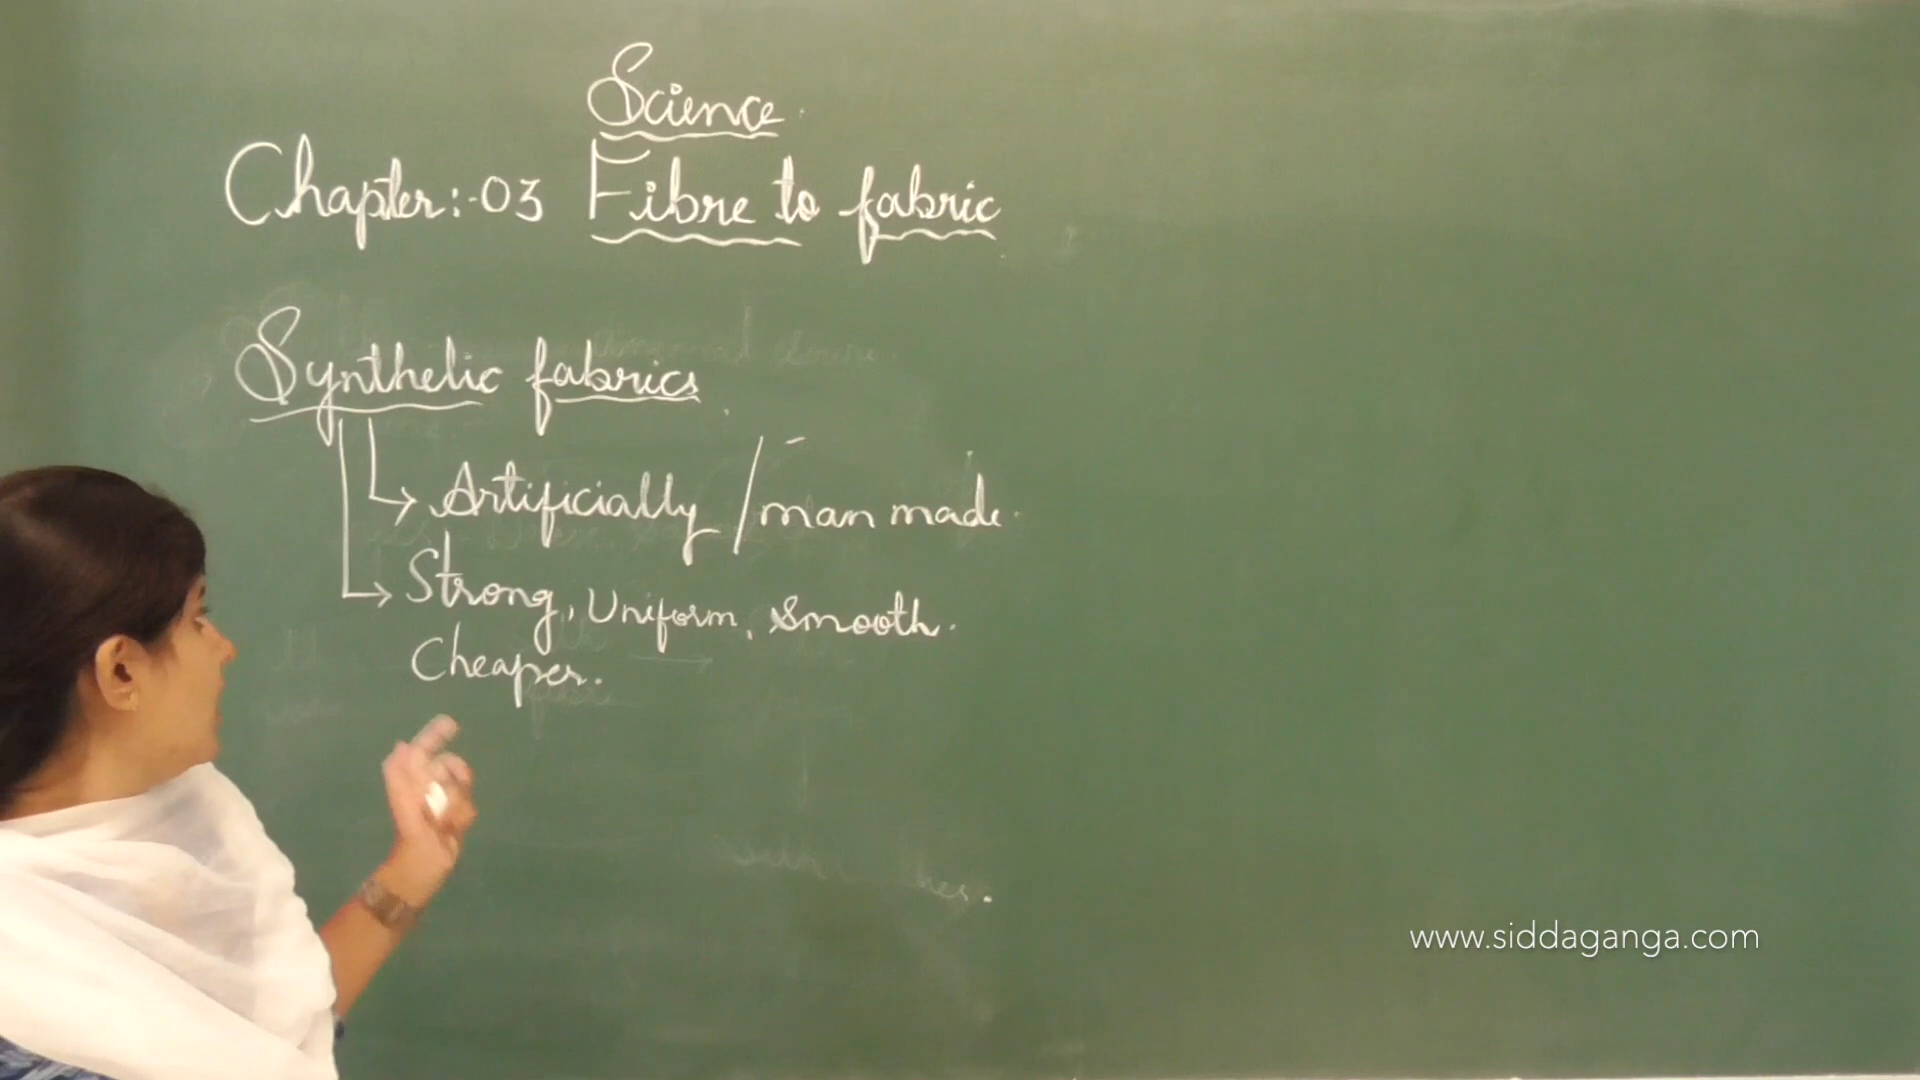 Science
Chapter:-03 Fibre to fabric
Synthetic fabrics
Artificially / man made.
Strong, Uniform, Smooth.
Cheaper.
www.siddaganga.com